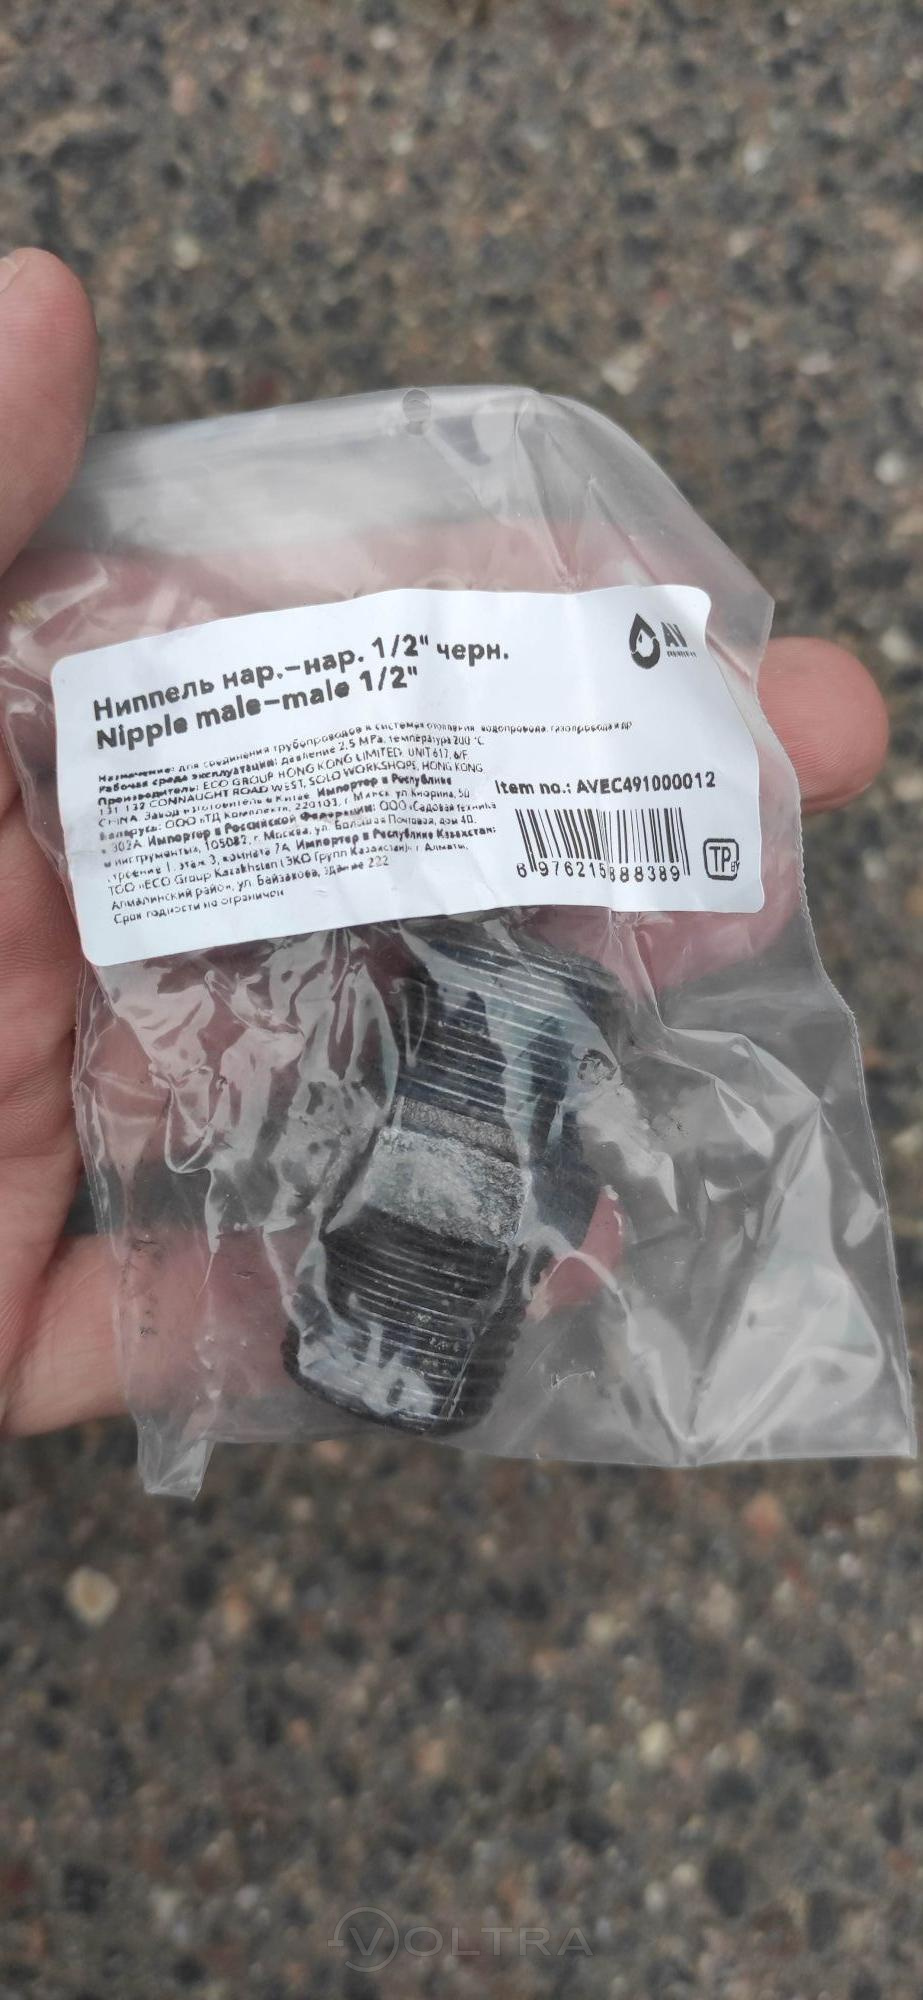 Ниппель нар.-нар. 1/2" черн.
Nipple male-male 1/2"
AV
Назначение: для соединения трубопроводов в системах отопления, водопровода, газопровода и др.
Рабочая среда эксплуатации: давление 2,5 MPa, температура 200 °C
Производитель: ECO GROUP HONG KONG LIMITED, UNIT 617, 6/F
131-132 CONNAUGHT ROAD WEST, SOLO WORKSHOPS, HONG KONG
CHINA. Завод изготовитель в Китае. Импортер в Республике
Беларусь: ООО «ТД Комплект», 220103, г. Минск ул. Кнорина, 50
к 302А. Импортер в Российской Федерации: ООО «Садовая техника
и инструменты», 105082, г. Москва, ул. Большая Почтовая, дом 40,
строение 1, этаж 3, комната 7А Импортер в Республике Казахстан:
ТОО «ECO Group Kazakhstan (ЭКО Групп Казахстан)» г. Алматы,
Алмалинский район, ул. Байзакова, здание 222
Срок годности не ограничен
Item no.: AVEC491000012
6 976215 888389
TP BY
VOLTRA